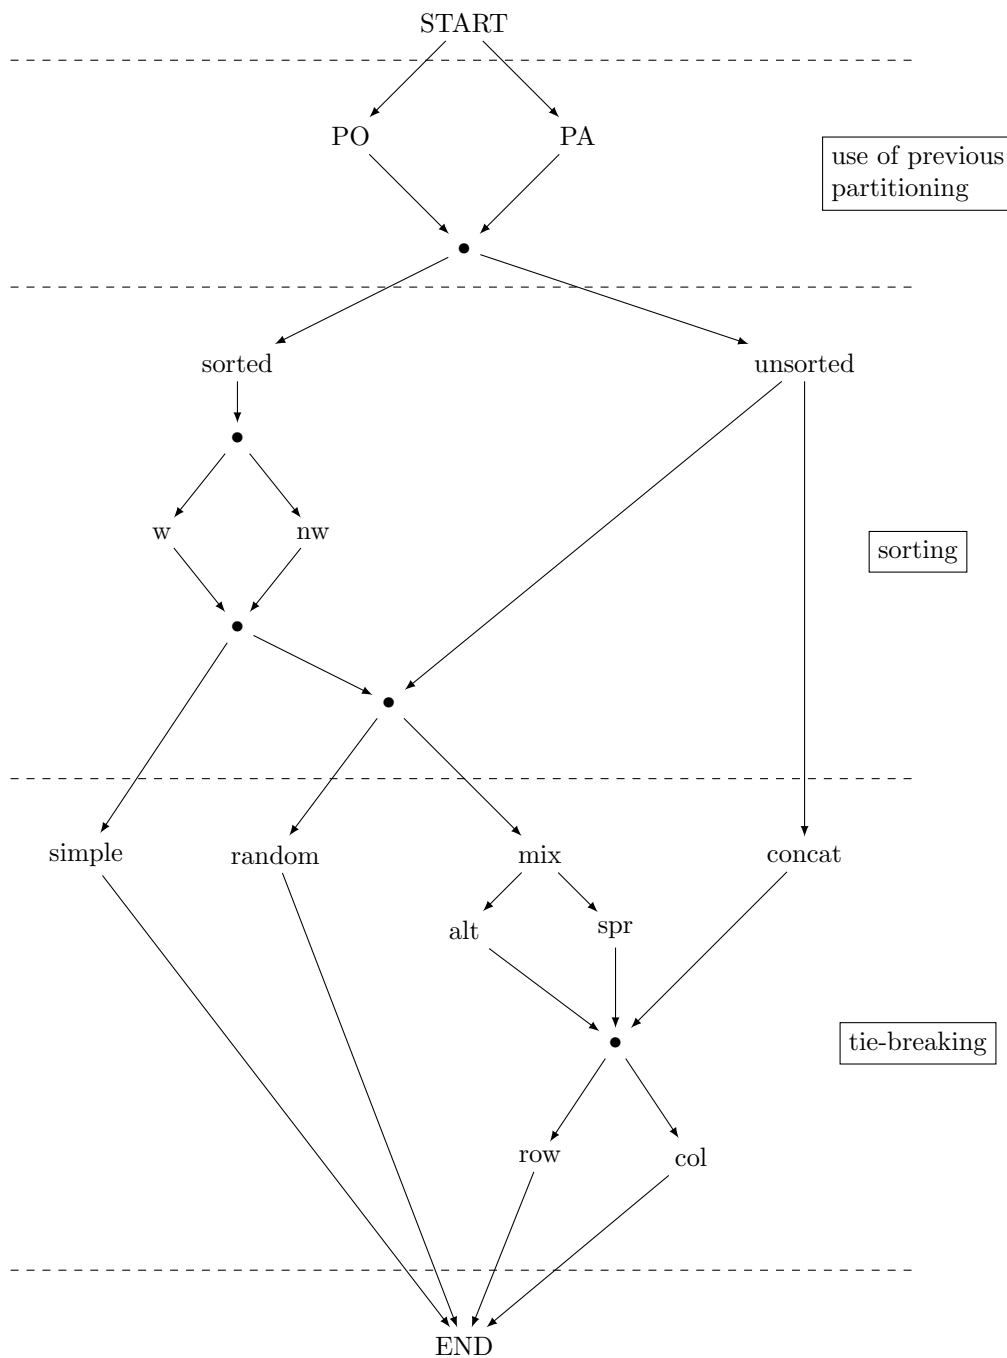 START
PO
PA
use of previous
partitioning
sorted
unsorted
w
nw
sorting
simple
random
mix
concat
alt
spr
tie-breaking
row
col
END